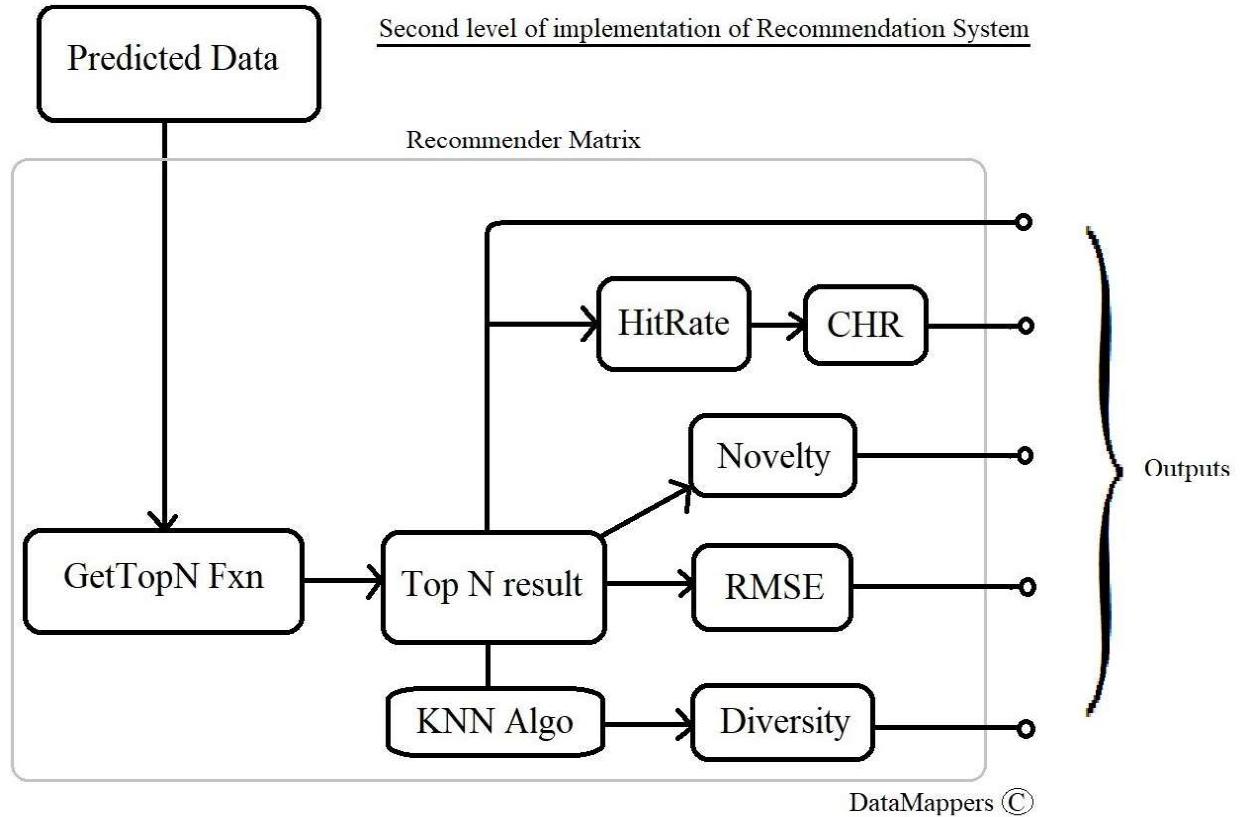 Second level of implementation of Recommendation System
Predicted Data
Recommender Matrix
HitRate
CHR
Novelty
Outputs
GetTopN Fxn
Top N result
RMSE
KNN Algo
Diversity
DataMappers Ⓒ